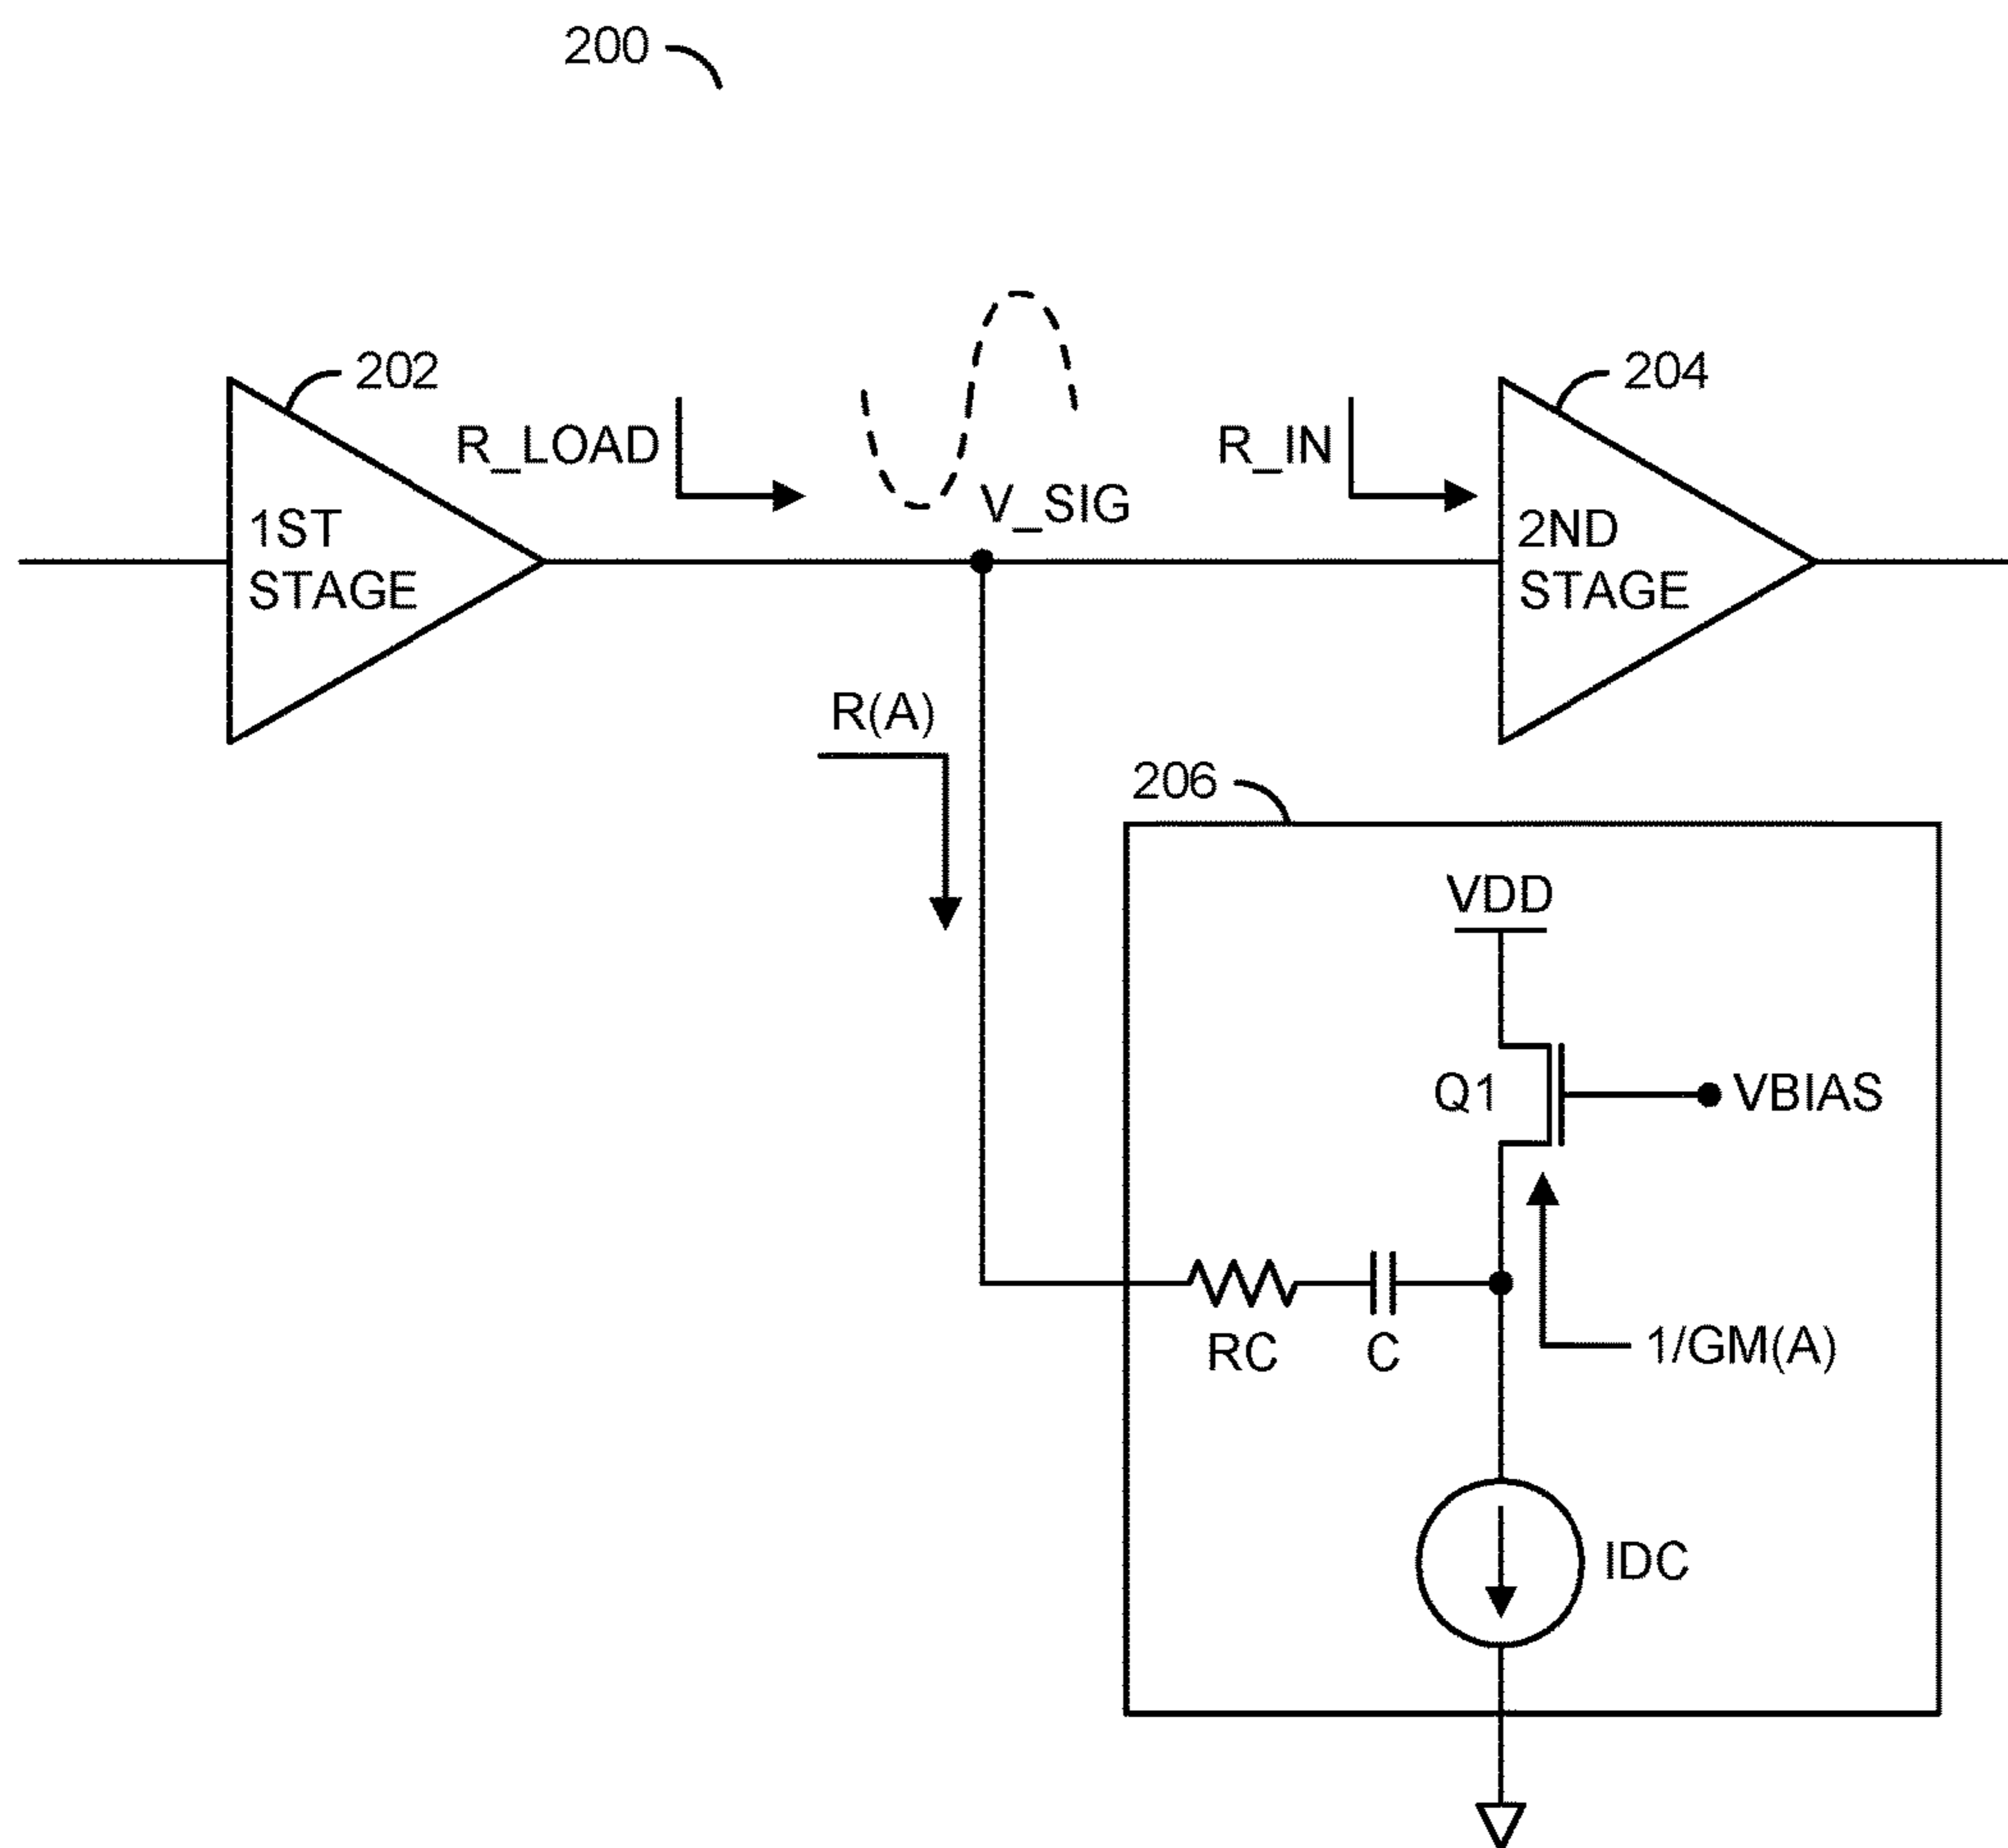 200
202
204
R_LOAD
R_IN
V_SIG
1ST
STAGE
2ND
STAGE
R(A)
206
VDD
Q1
VBIAS
RC
C
1/GM(A)
IDC